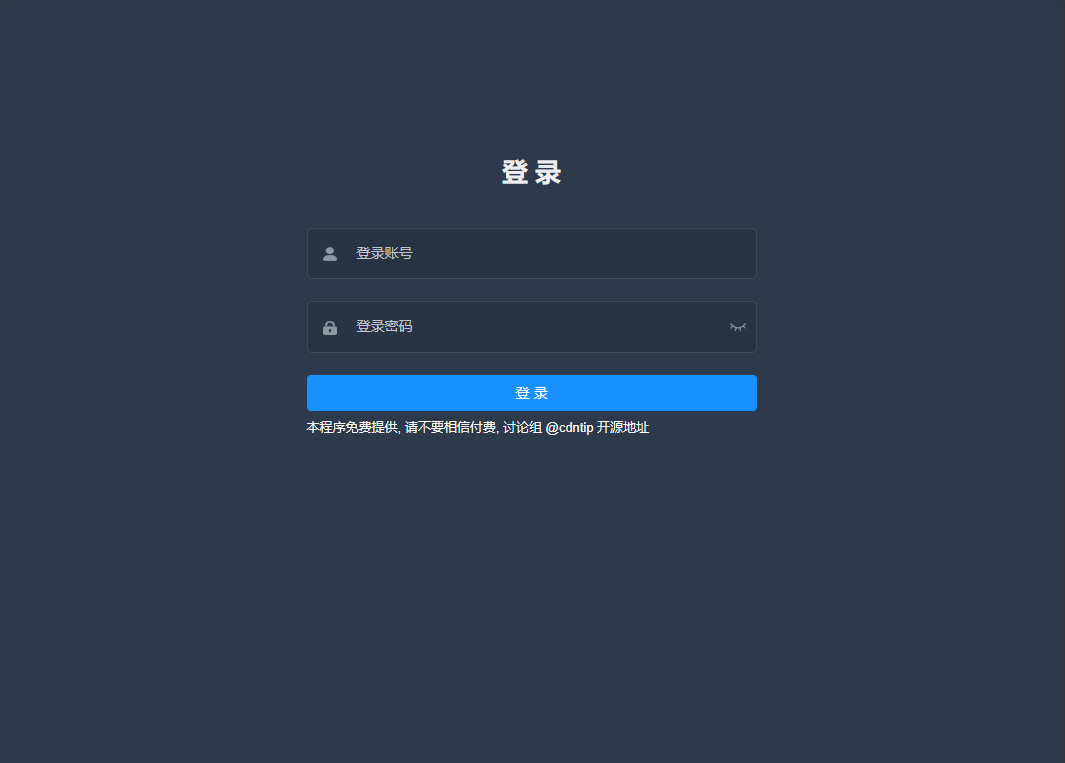 登 录
登录账号
登录密码
登 录
本程序免费提供, 请不要相信付费, 讨论组 @cdntip 开源地址